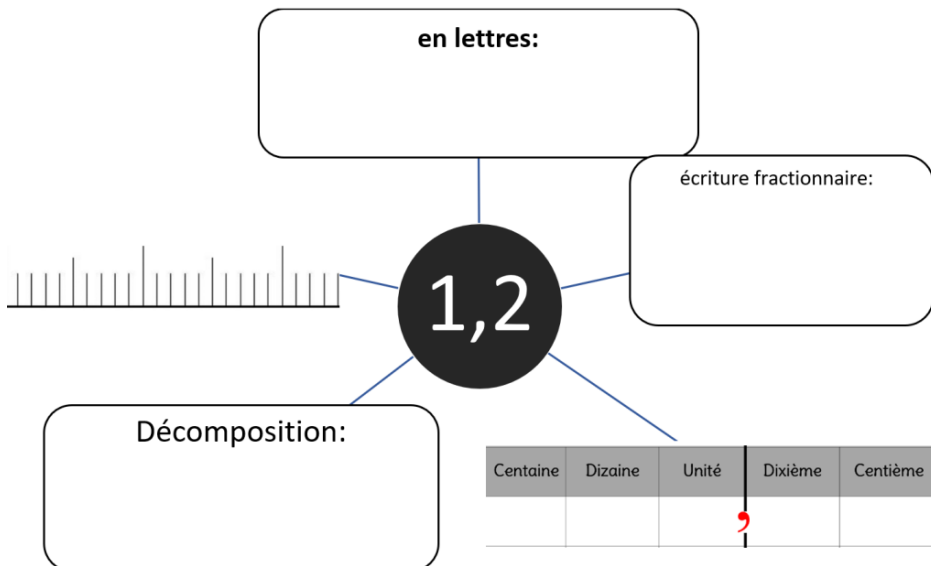 en lettres:
écriture fractionnaire:
1,2
Décomposition:
Centaine Dizaine Unité Dixième Centième
,